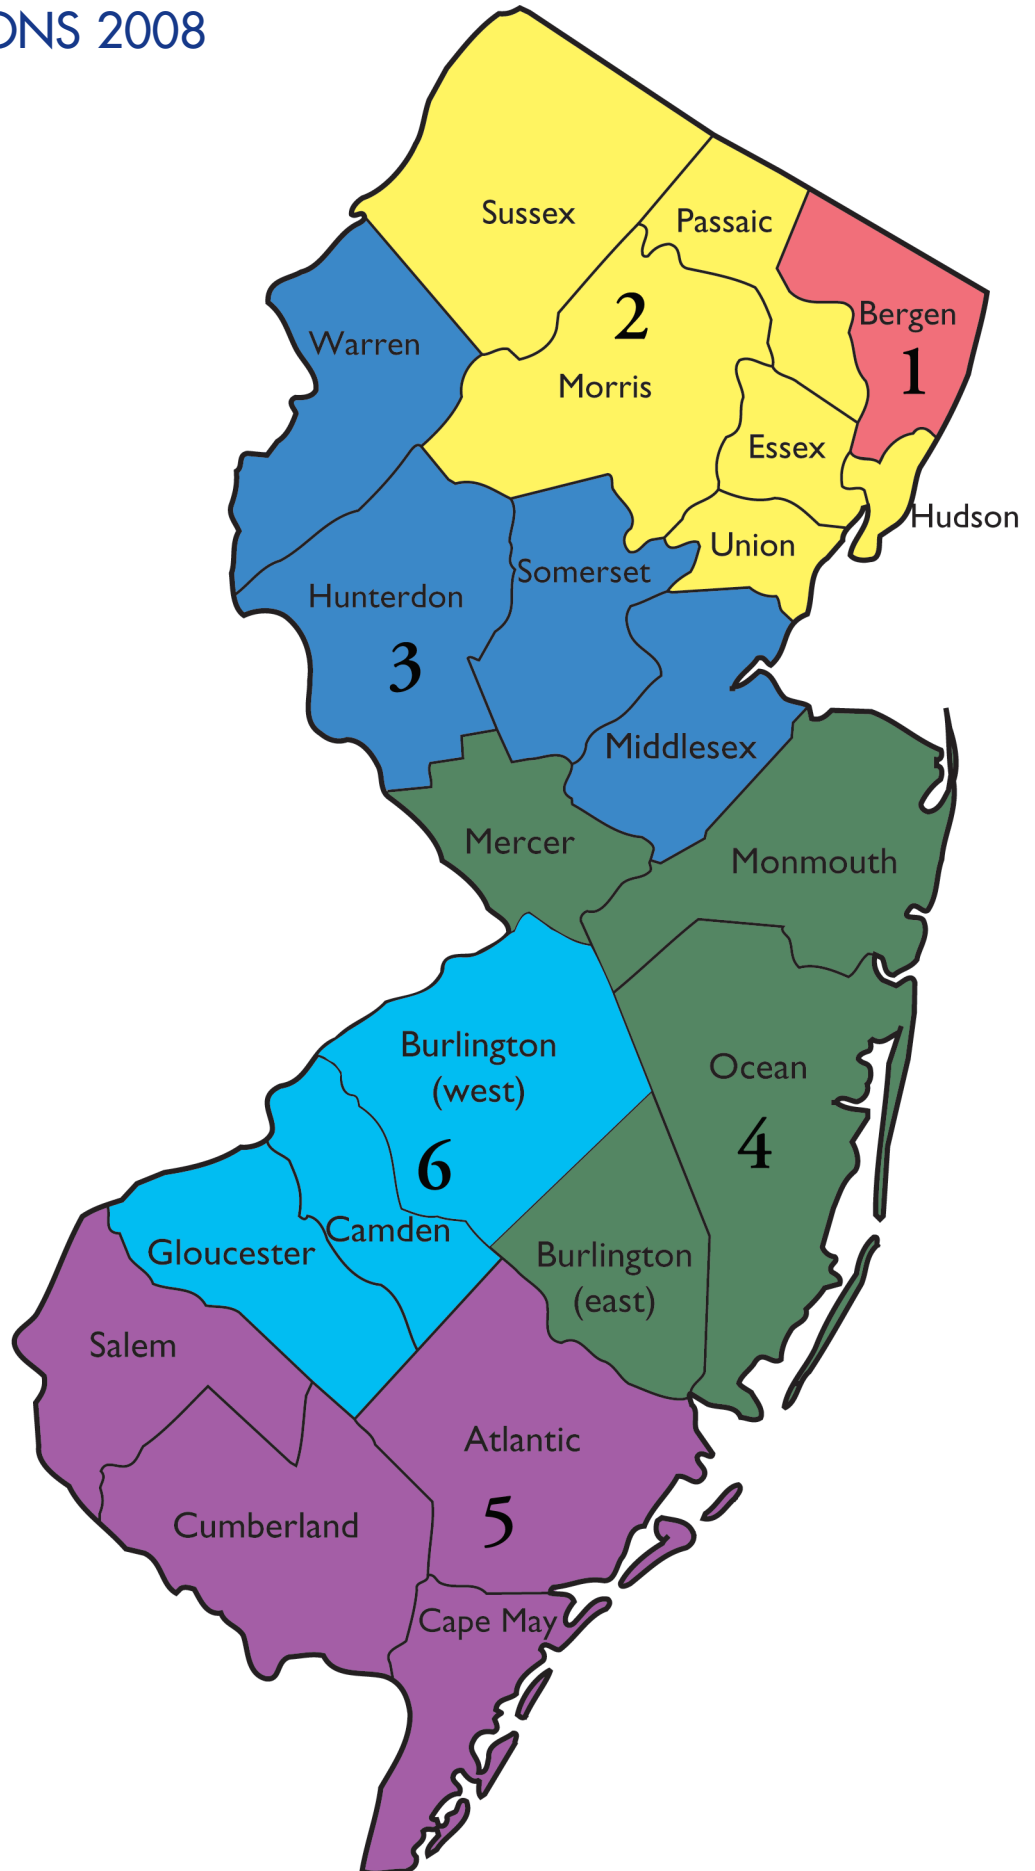 ONS 2008
Sussex
Passaic
2
Bergen
Warren
1
Morris
Essex
Hudson
Union
Somerset
Hunterdon
3
Middlesex
Mercer
Monmouth
Burlington
(west)
Ocean
4
6
Camden
Gloucester
Burlington
(east)
Salem
Atlantic
5
Cumberland
Cape May